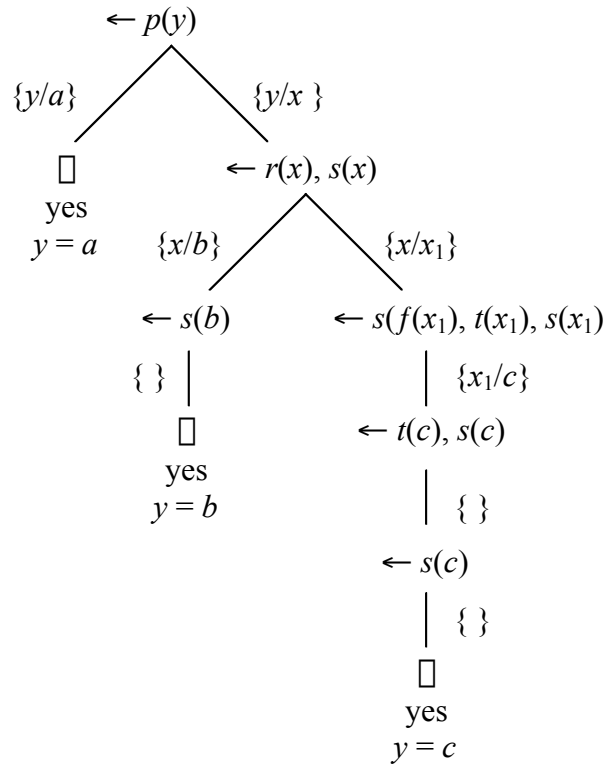 ← p(y)
{y/a} {y/x }
▯ ← r(x), s(x)
yes
y = a {x/b} {x/x₁}
← s(b) ← s(f(x₁), t(x₁), s(x₁)
{ } {x₁/c}
▯ ← t(c), s(c)
yes
y = b { }
← s(c)
{ }
▯
yes
y = c